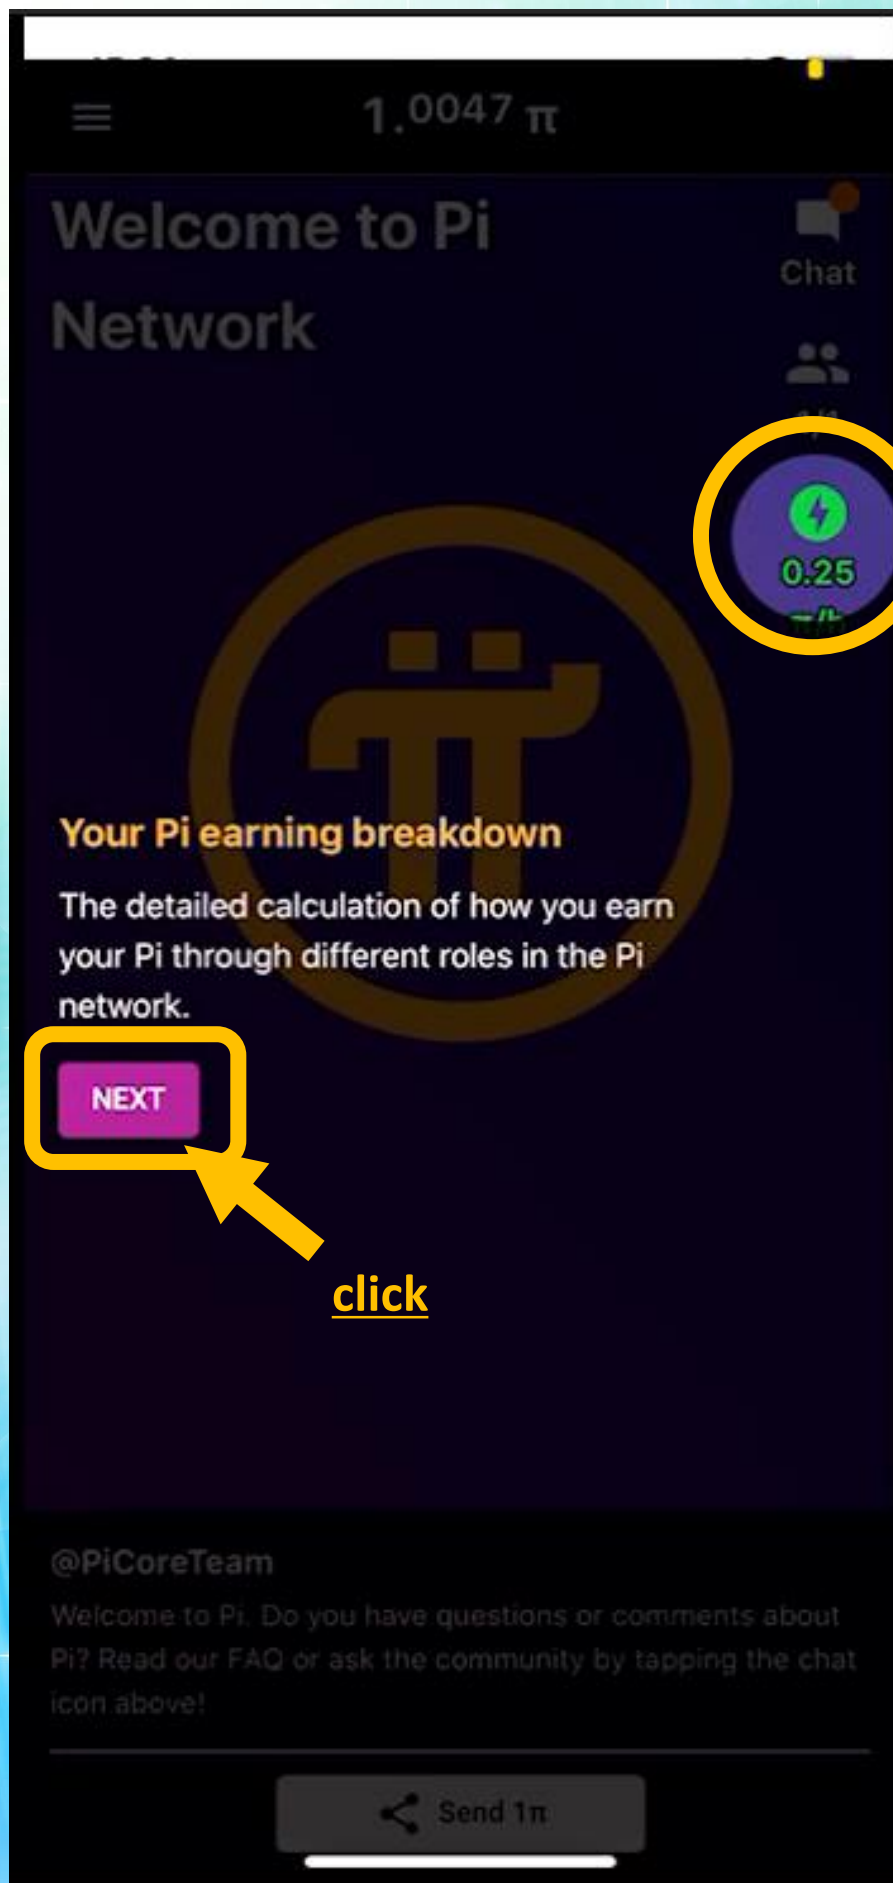 1.0047 π
Welcome to Pi
Network
Chat
1/1
0.25
π/h
Your Pi earning breakdown
The detailed calculation of how you earn
your Pi through different roles in the Pi
network.
NEXT
click
@PiCoreTeam
Welcome to Pi. Do you have questions or comments about
Pi? Read our FAQ or ask the community by tapping the chat
icon above!
Send 1π